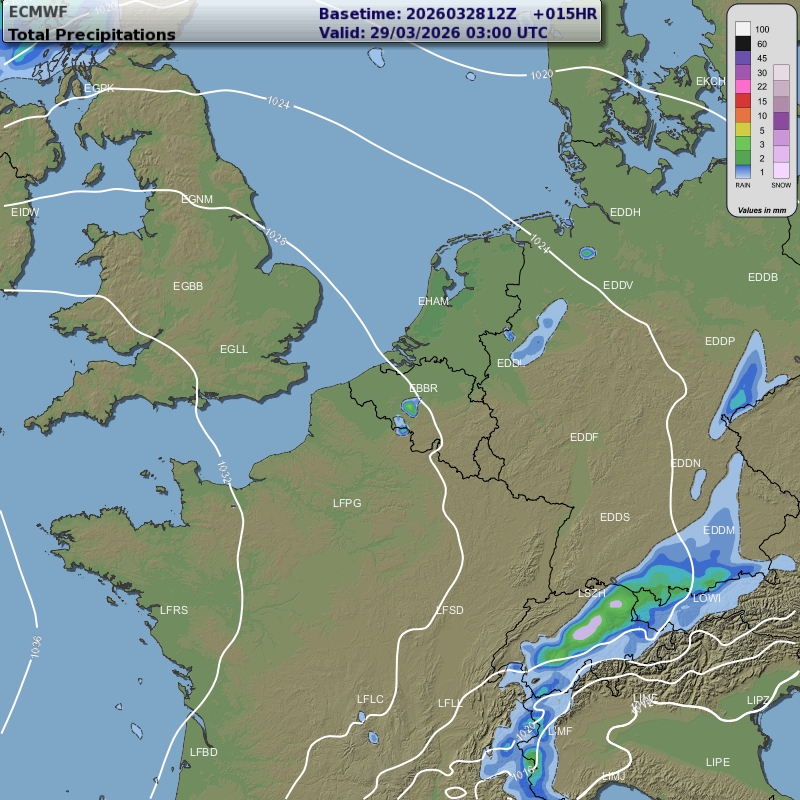 ECMWF
Total Precipitations
Basetime: 2026032812Z +015HR
Valid: 29/03/2026 03:00 UTC
1020
EKCH
EGPK
1024
EIDW
EGNM
EDDH
1028
1024
EGBB
EHAM
EDDV
EDDB
EGLL
EDDP
EDDL
EBBR
EDDF
1032
EDDN
LFPG
EDDS
EDDM
LSZH
LOWI
LFRS
LFSD
1036
LFLC
LFLL
LIME
LIPZ
LFBD
1020
LIMF
LIPE
LIMJ
100
60
45
30
22
15
10
5
3
2
1
RAIN SNOW
Values in mm